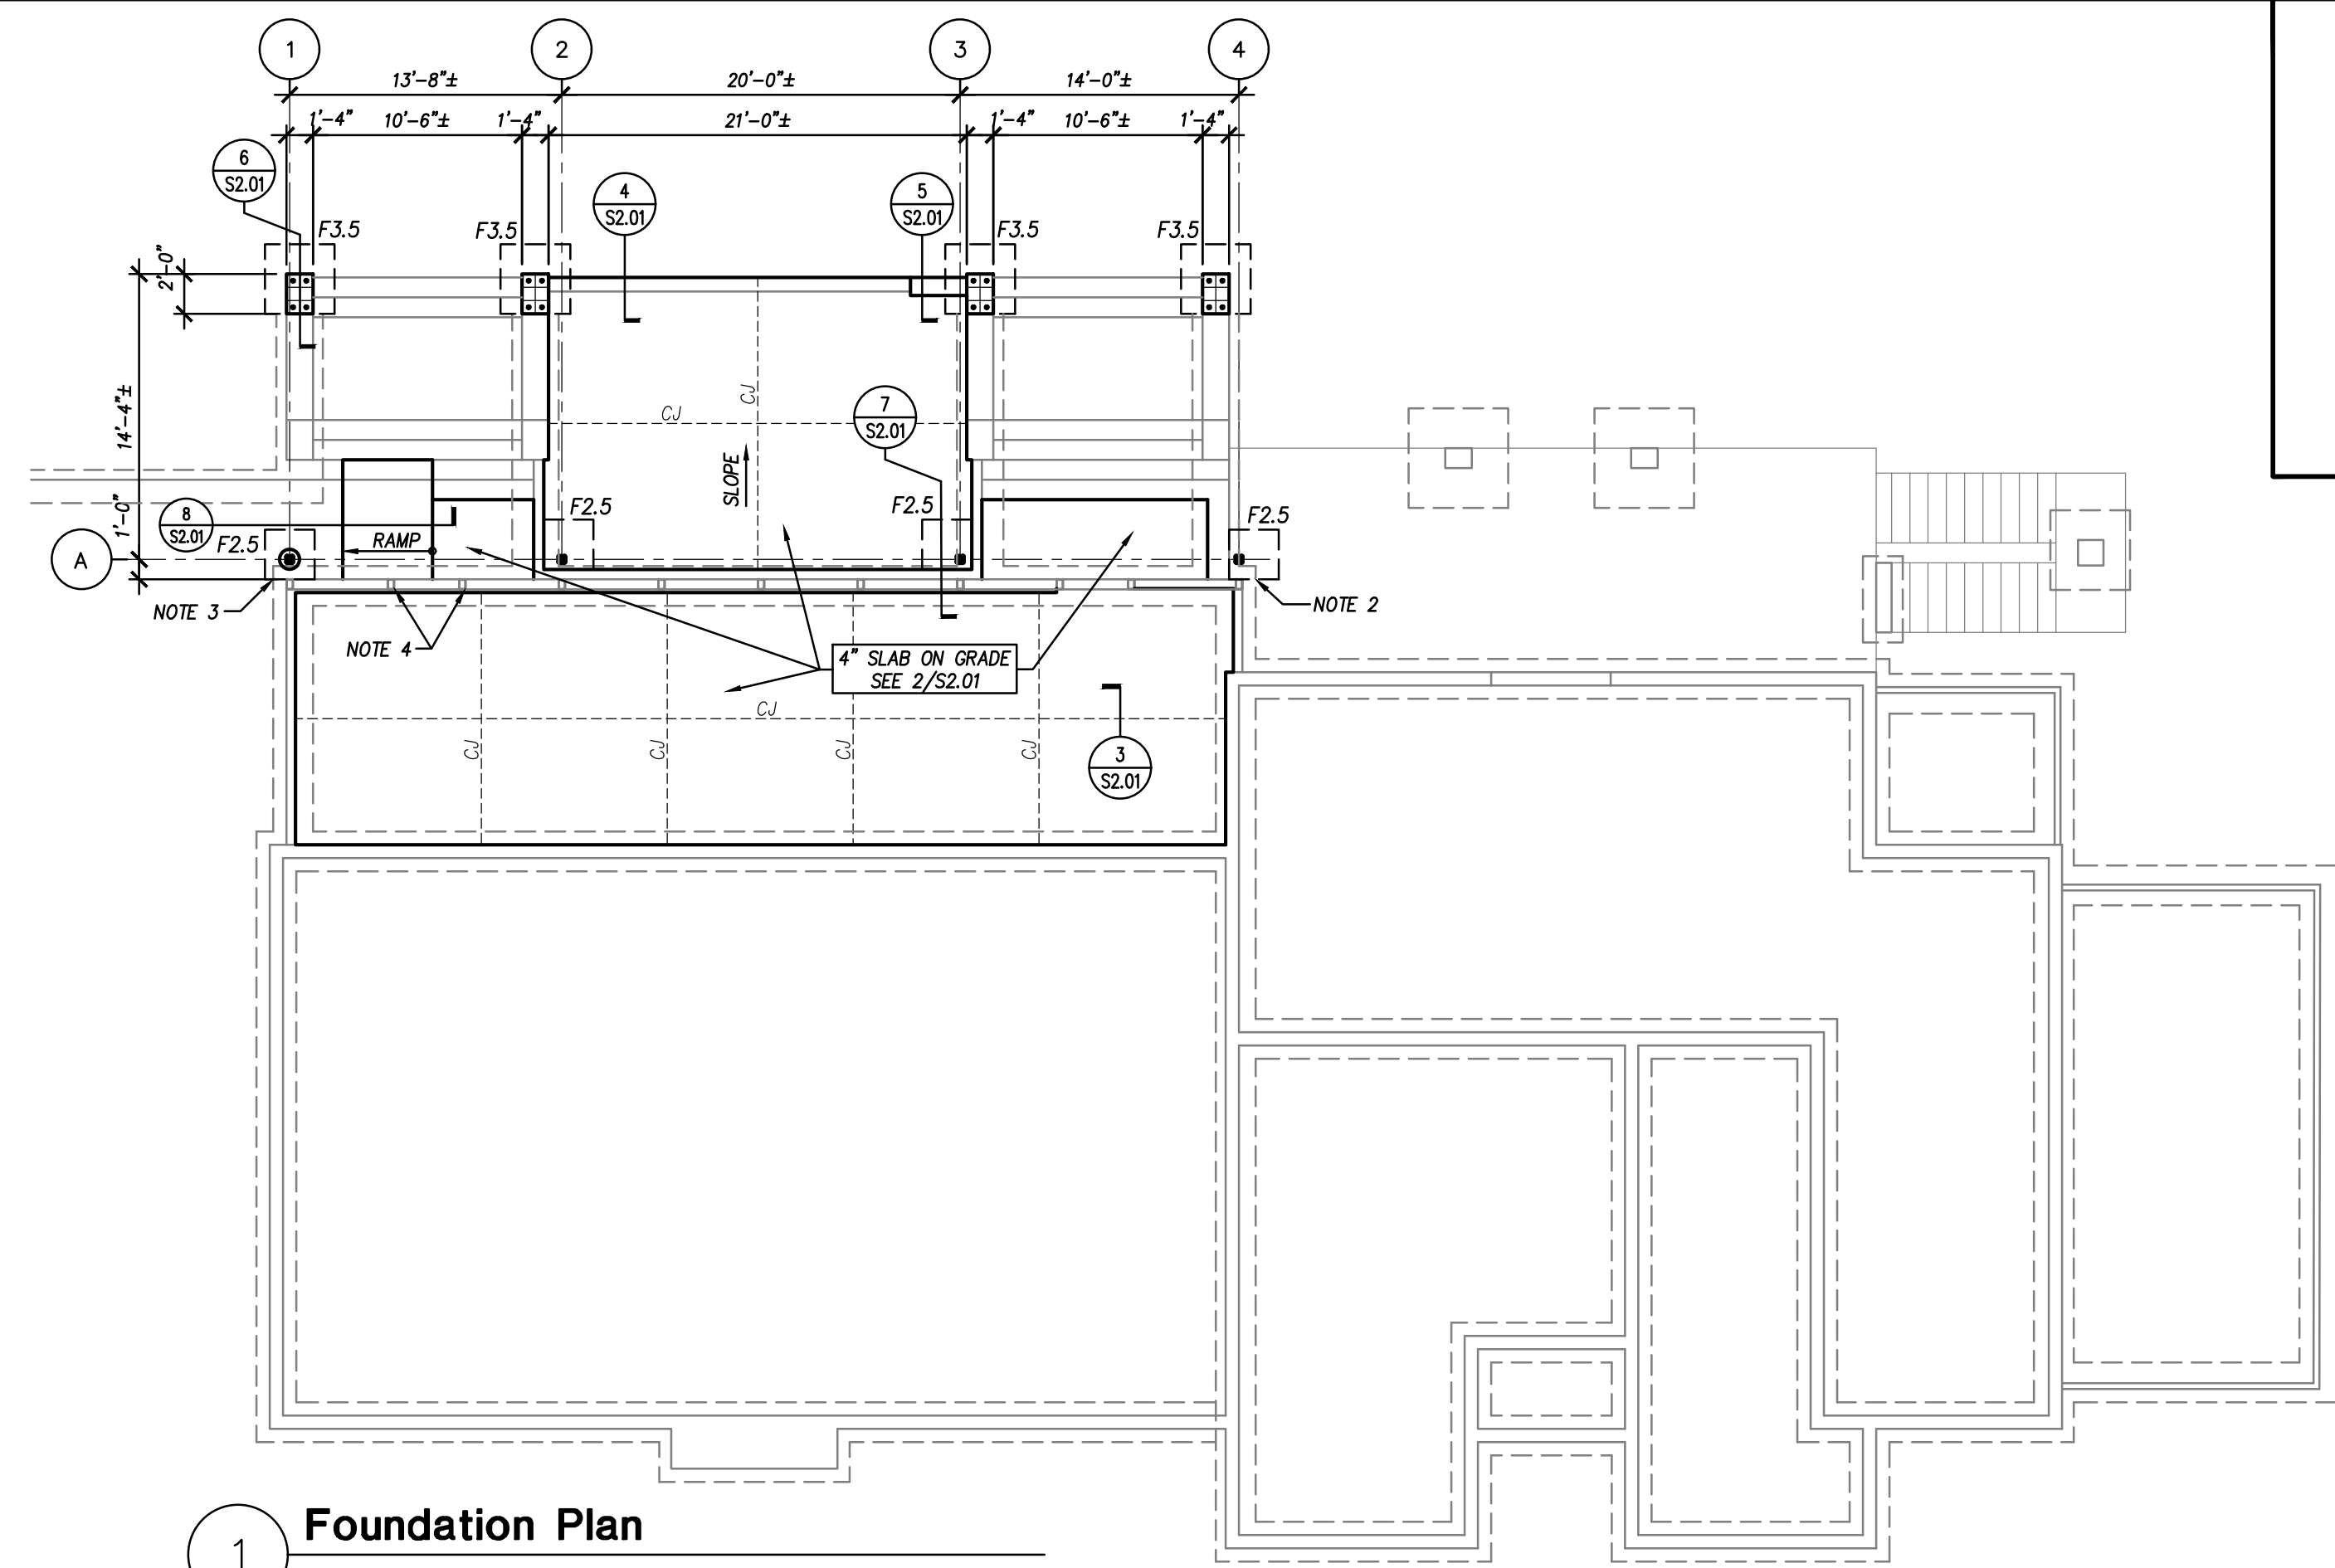 1
2
3
4
13'-8"±
20'-0"±
14'-0"±
1'-4"
10'-6"±
1'-4"
21'-0"±
1'-4"
10'-6"±
1'-4"
6
S2.01
4
S2.01
5
S2.01
F3.5
F3.5
F3.5
F3.5
2'-0"
14'-4"±
CJ
CJ
7
S2.01
SLOPE
1'-0"
8
S2.01
F2.5
RAMP
F2.5
F2.5
F2.5
A
NOTE 3
NOTE 2
NOTE 4
4" SLAB ON GRADE
SEE 2/S2.01
CJ
CJ
CJ
CJ
CJ
3
S2.01
1
Foundation Plan